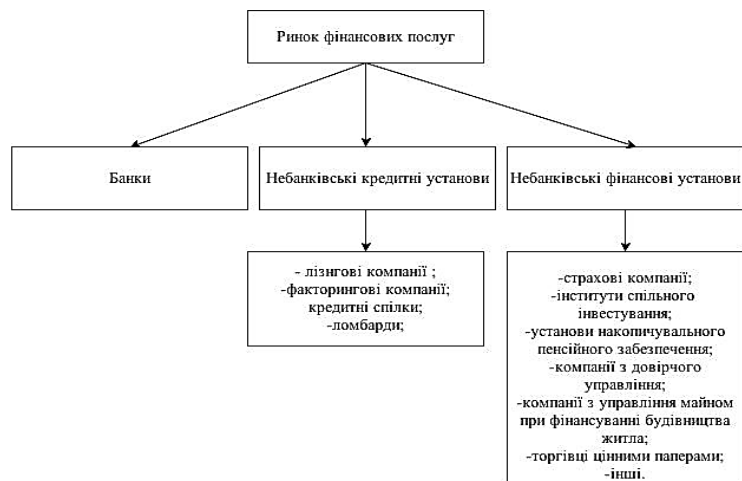 Ринок фінансових послуг
Банки
Небанківські кредитні установи
Небанківські фінансові установи
- лізнгові компанії ;
-факторингові компанії;
кредитні спілки;
-ломбарди;
-страхові компанії;
-інститути спільного
інвестування;
-установи накопичувального
пенсійного забезпечення;
-компанії з довірчого
управління;
-компанії з управління майном
при фінансуванні будівництва
житла;
-торгівці цінними паперами;
-інші.